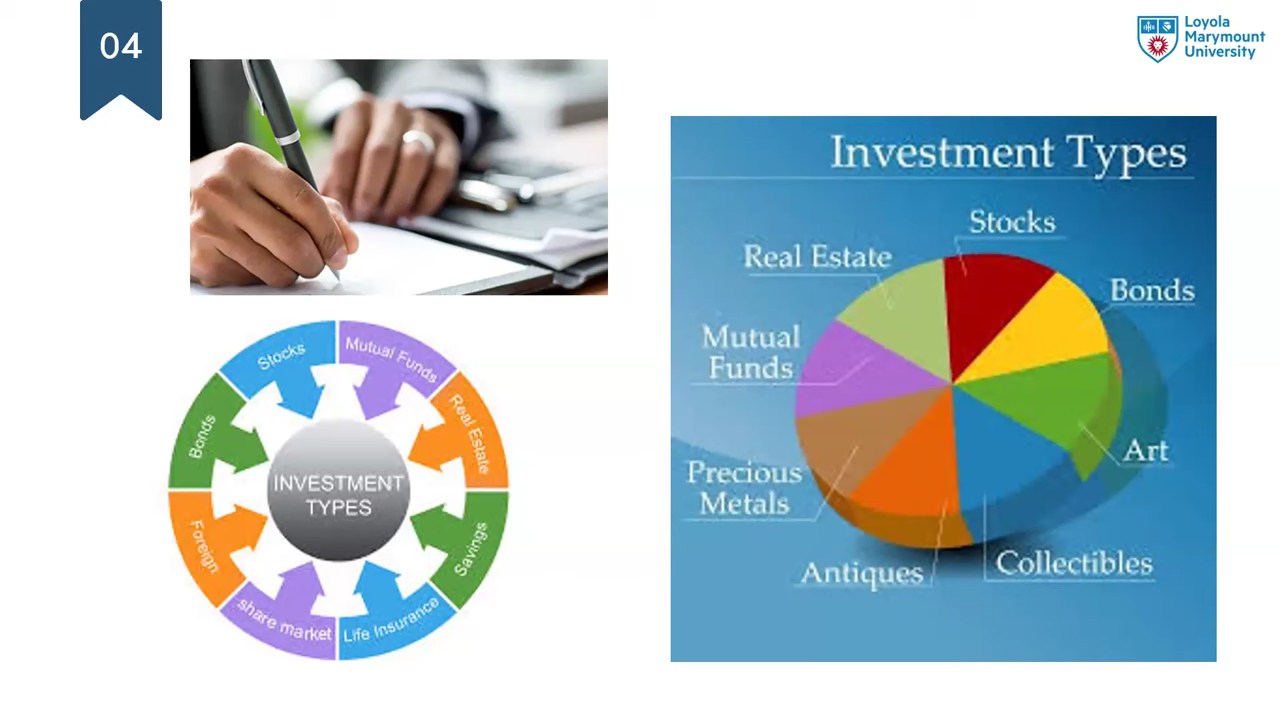 04
Loyola
Marymount
University
Investment Types
Stocks
Real Estate
Bonds
Mutual
Funds
Art
Precious
Metals
Antiques
Collectibles
Stocks
Mutual Funds
Bonds
Real Estate
INVESTMENT
TYPES
Foreign
Savings
share market
Life Insurance